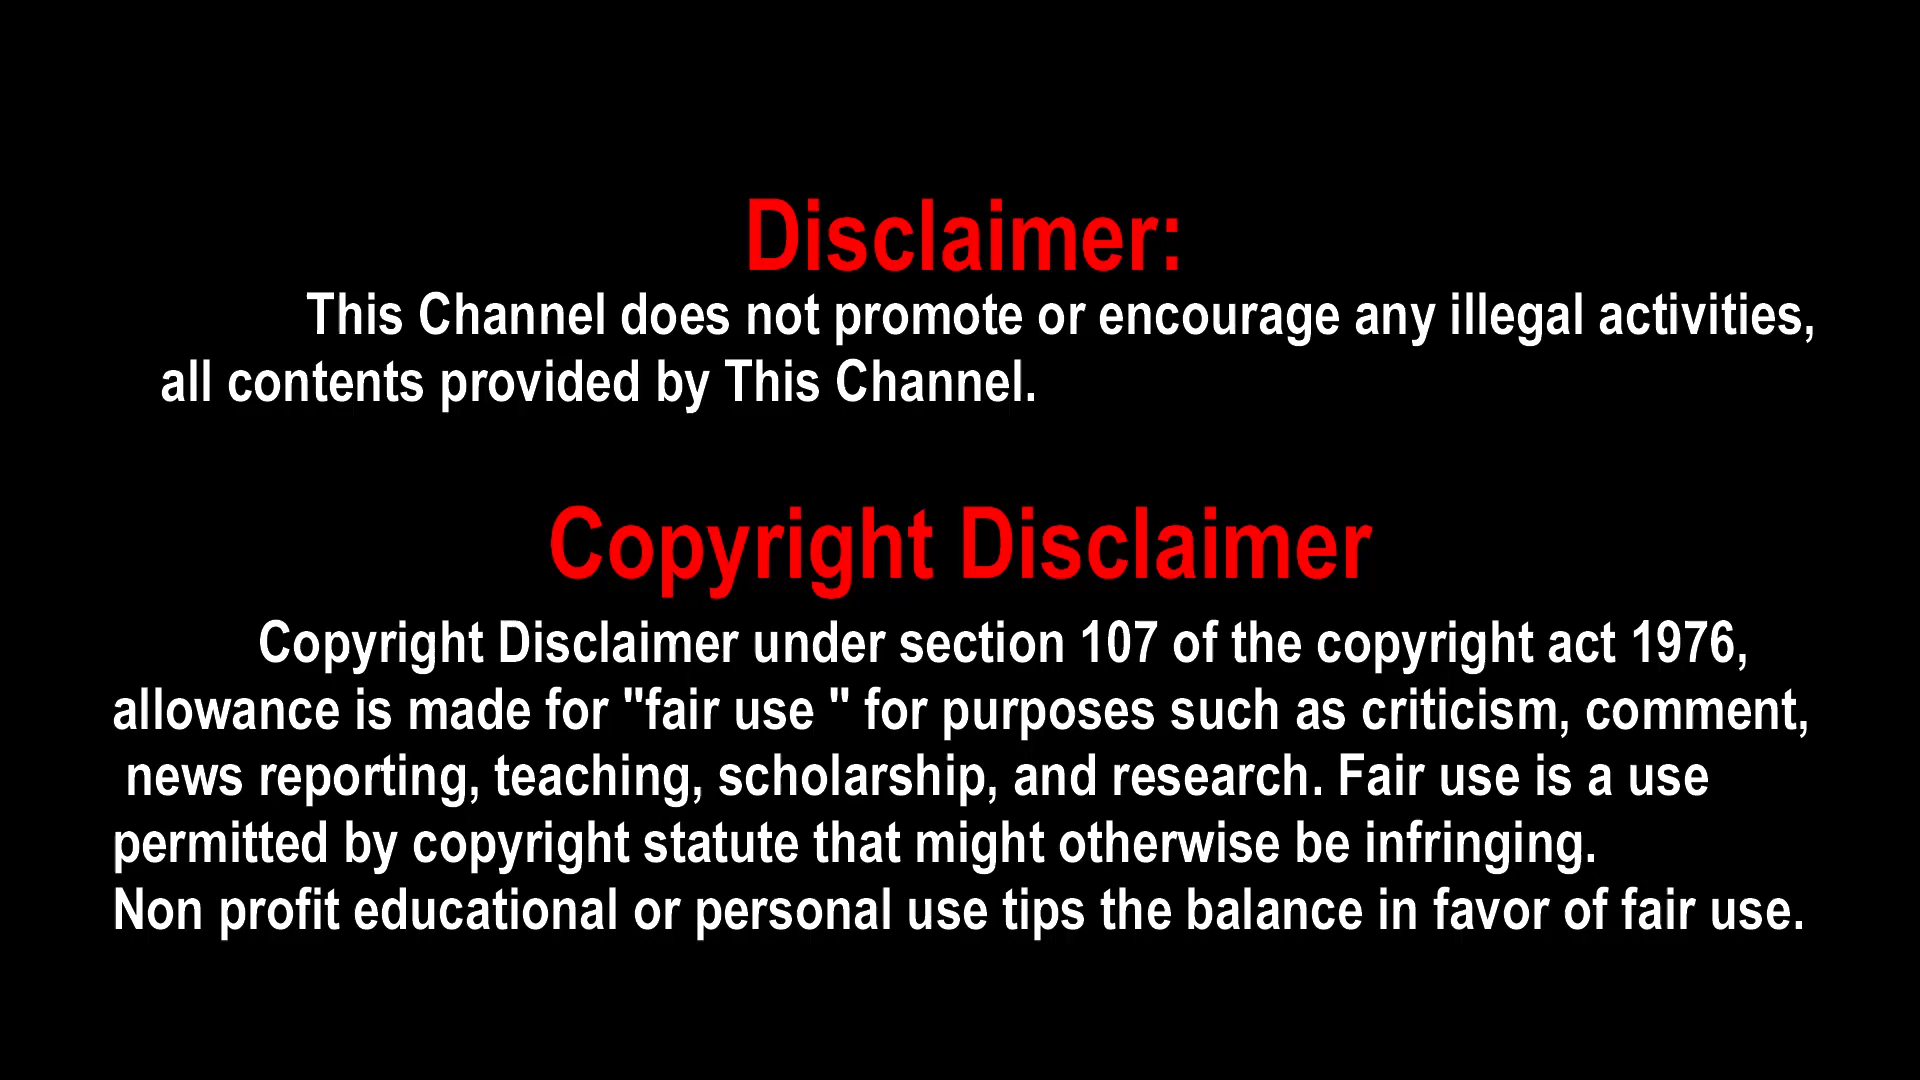 Disclaimer:
This Channel does not promote or encourage any illegal activities,
all contents provided by This Channel.
Copyright Disclaimer
Copyright Disclaimer under section 107 of the copyright act 1976,
allowance is made for "fair use " for purposes such as criticism, comment,
news reporting, teaching, scholarship, and research. Fair use is a use
permitted by copyright statute that might otherwise be infringing.
Non profit educational or personal use tips the balance in favor of fair use.